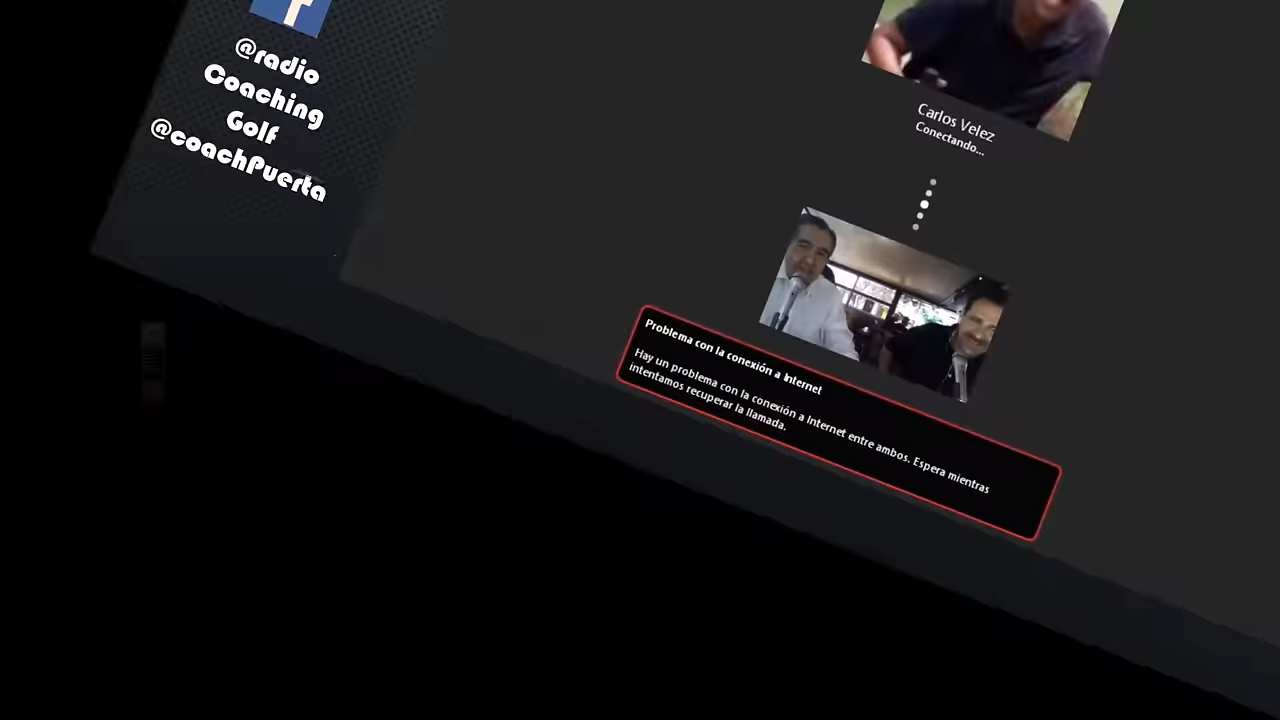 @radio
Coaching
Golf
@coachPuerta
Carlos Velez
Conectando...
Problema con la conexión a Internet
Hay un problema con la conexión a Internet entre ambos. Espera mientras
intentamos recuperar la llamada.